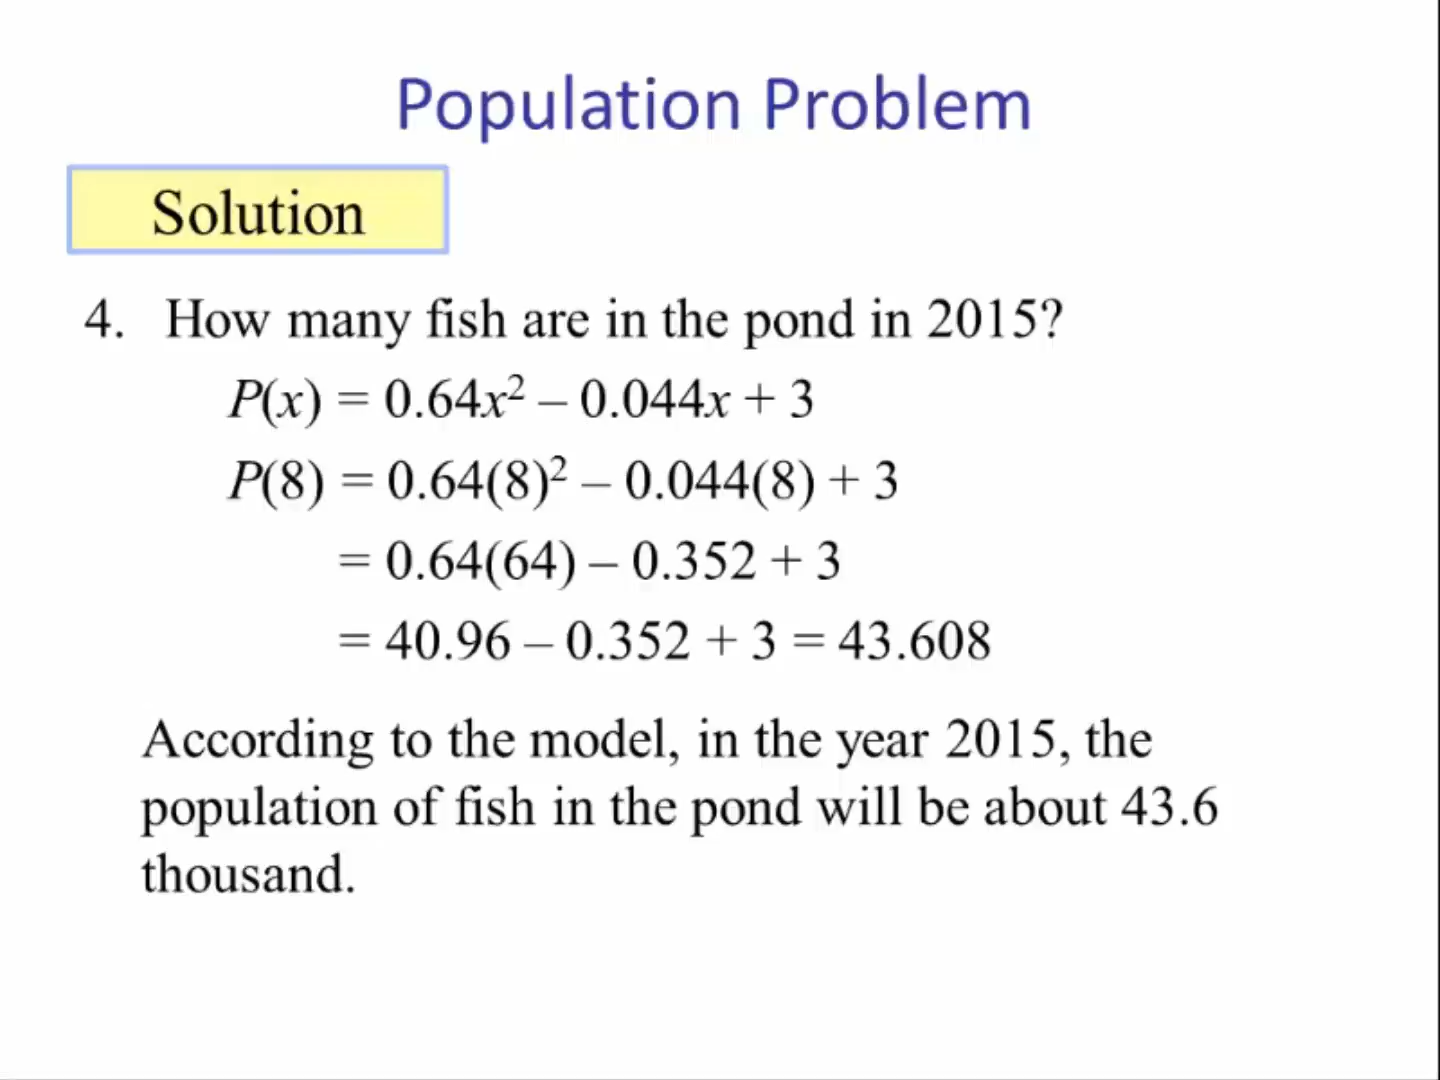 Population Problem
Solution
4. How many fish are in the pond in 2015?
P(x) = 0.64x² – 0.044x + 3
P(8) = 0.64(8)² – 0.044(8) + 3
= 0.64(64) – 0.352 + 3
= 40.96 – 0.352 + 3 = 43.608
According to the model, in the year 2015, the
population of fish in the pond will be about 43.6
thousand.